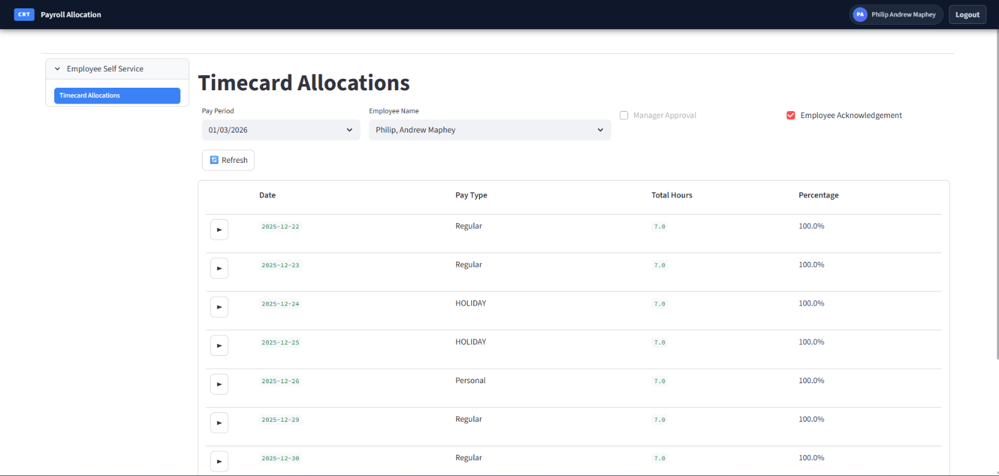 CRT Payroll Allocation
PA Philip Andrew Maphey Logout
Employee Self Service
Timecard Allocations
Timecard Allocations
Pay Period Employee Name
01/03/2026 Philip, Andrew Maphey
Manager Approval Employee Acknowledgement
Refresh
Date Pay Type Total Hours Percentage
2025-12-22 Regular 7.0 100.0%
2025-12-23 Regular 7.0 100.0%
2025-12-24 HOLIDAY 7.0 100.0%
2025-12-25 HOLIDAY 7.0 100.0%
2025-12-26 Personal 7.0 100.0%
2025-12-29 Regular 7.0 100.0%
2025-12-30 Regular 7.0 100.0%